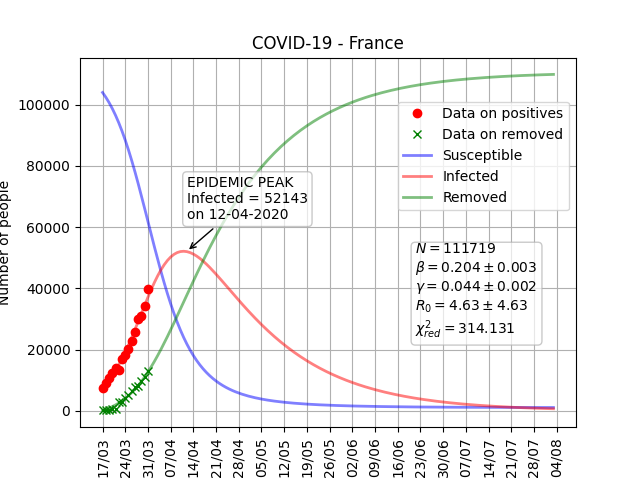 COVID-19 - France
Number of people
100000
80000
60000
40000
20000
0
Data on positives
Data on removed
Susceptible
Infected
Removed
EPIDEMIC PEAK
Infected = 52143
on 12-04-2020
N = 111719
β = 0.204 ± 0.003
γ = 0.044 ± 0.002
R₀ = 4.63 ± 4.63
χ²red = 314.131
17/03
24/03
31/03
07/04
14/04
21/04
28/04
05/05
12/05
19/05
26/05
02/06
09/06
16/06
23/06
30/06
07/07
14/07
21/07
28/07
04/08